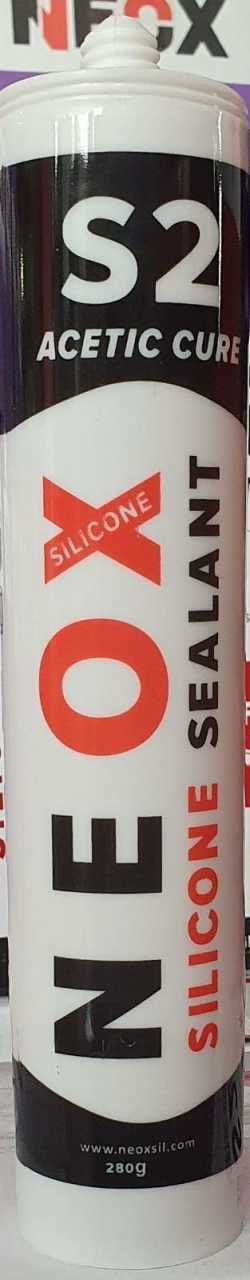 NEOX
S2
ACETIC CURE
NEOX
SILICONE
SILICONE SEALANT
www.neoxsil.com
280g